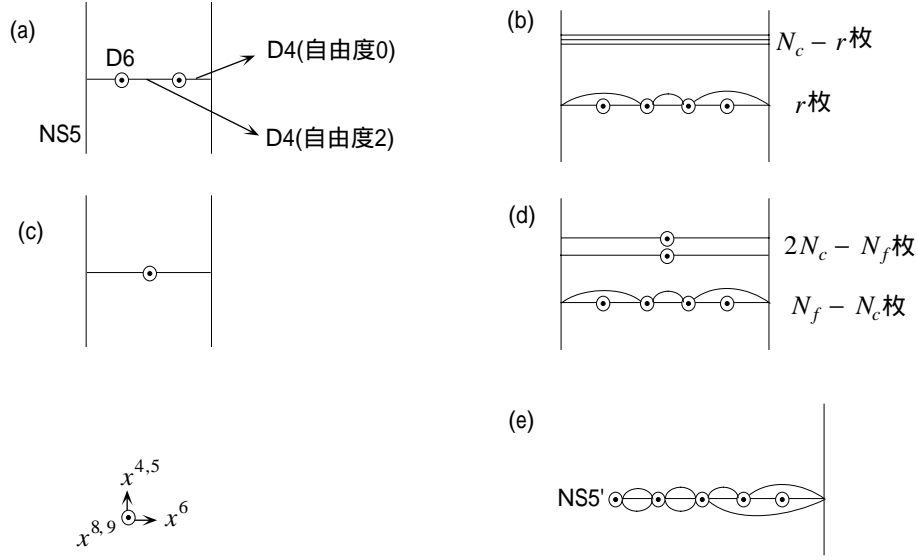 (a)
D6
D4(自由度0)
NS5
D4(自由度2)
(b)
N_c − r枚
r枚
(c)
(d)
2N_c − N_f枚
N_f − N_c枚
(e)
NS5'
x^{4,5}
x^{8,9}
x^6